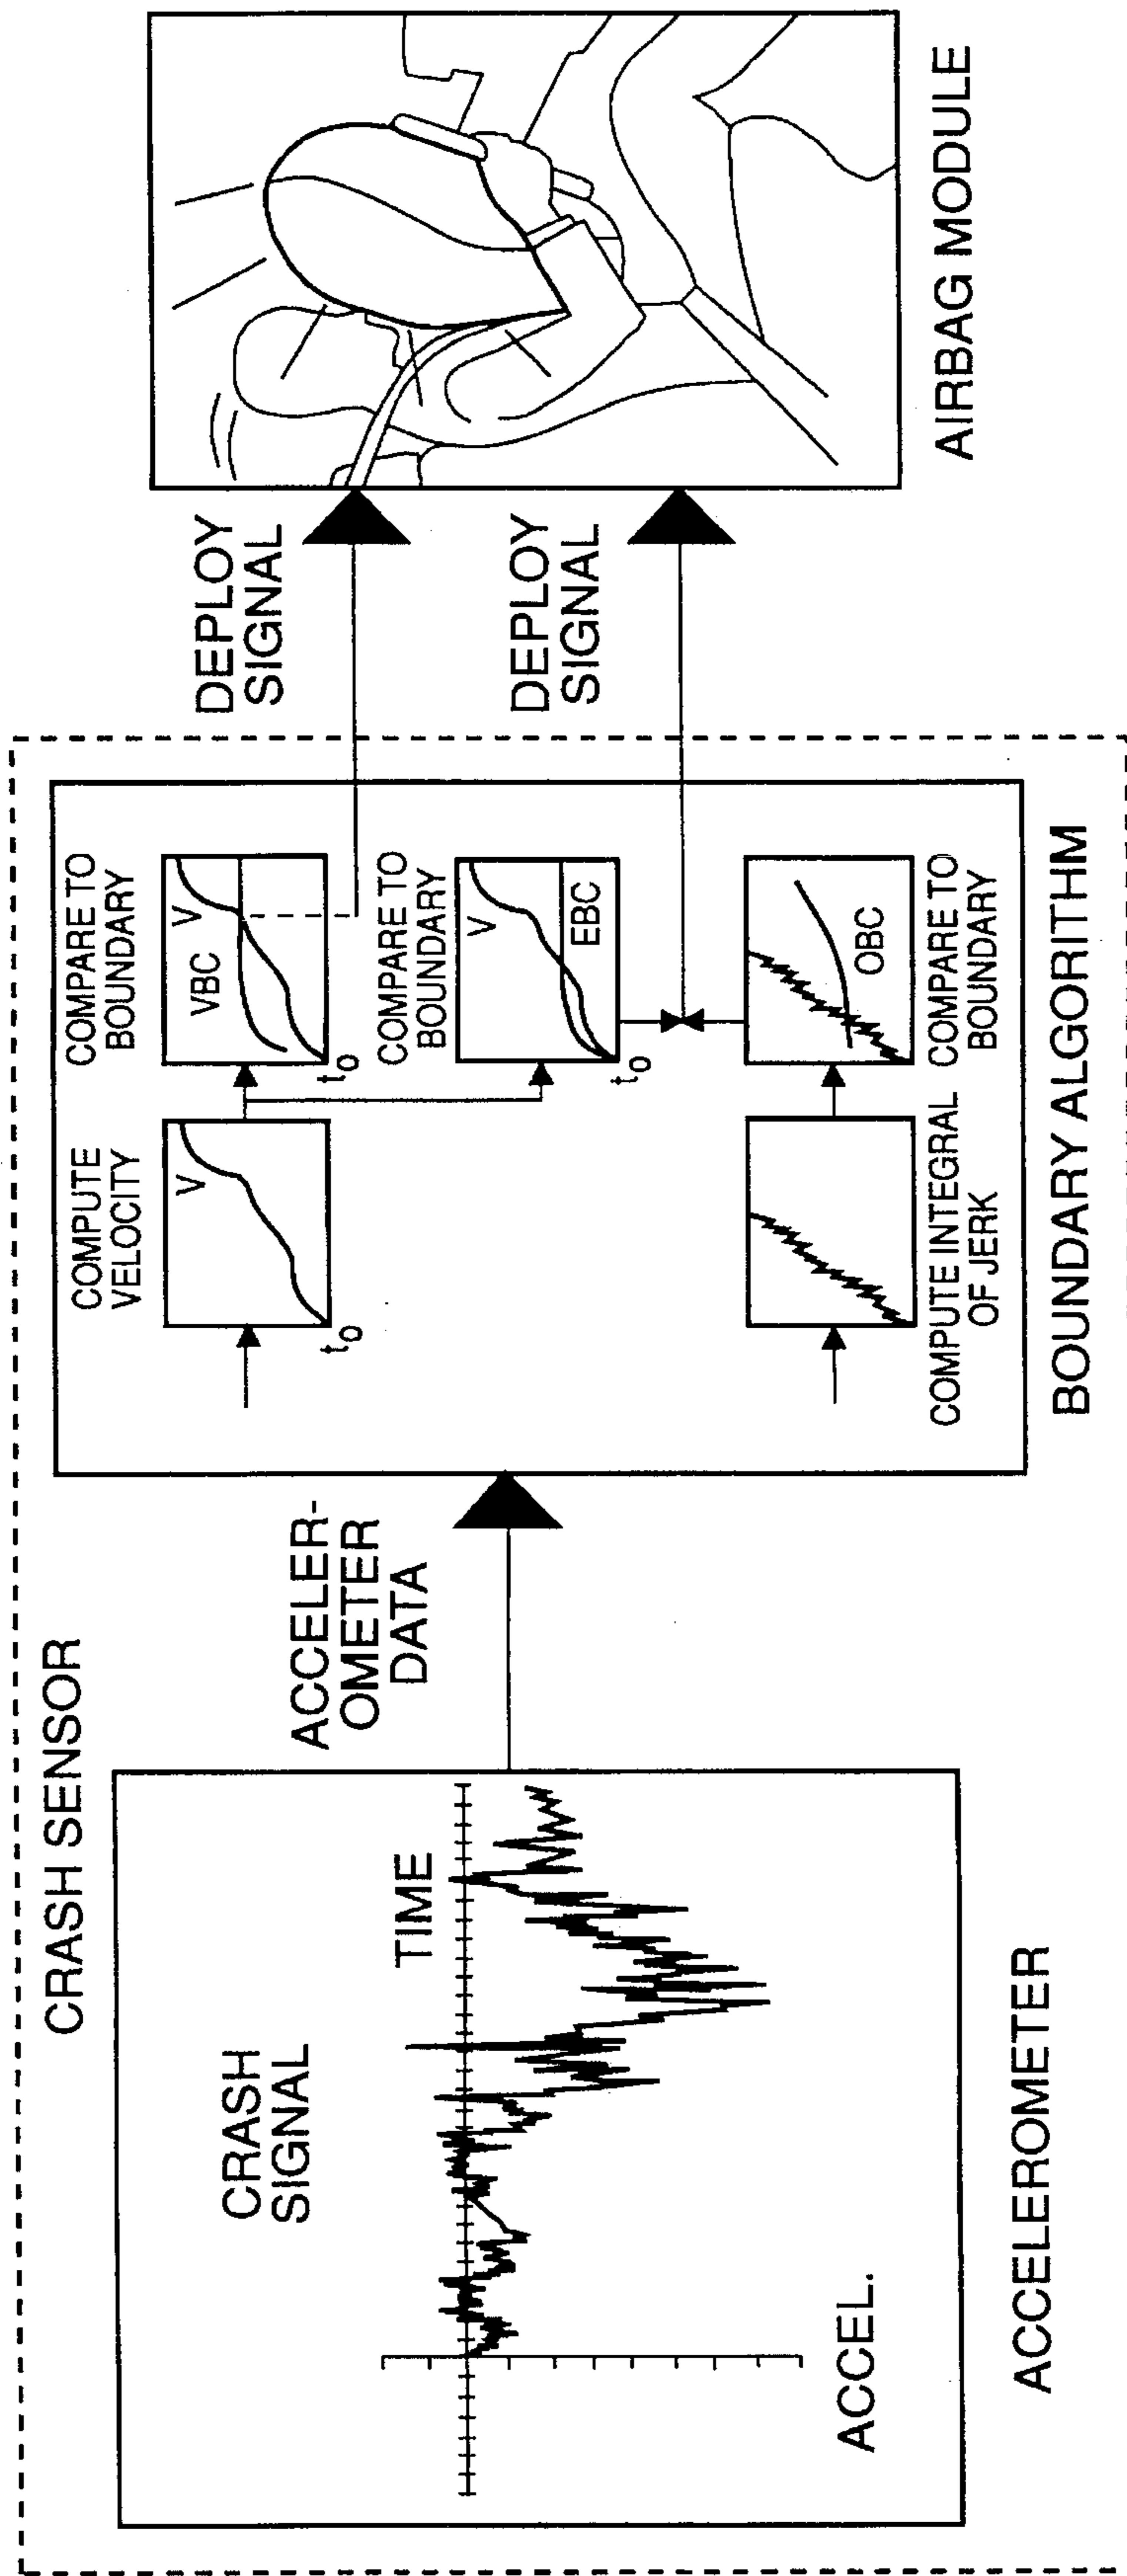 CRASH SENSOR
CRASH
SIGNAL
TIME
ACCEL.
ACCELEROMETER
ACCELER-
OMETER
DATA
COMPUTE
VELOCITY
V
t0
COMPARE TO
BOUNDARY
VBC
V
t0
COMPARE TO
BOUNDARY
V
EBC
t0
COMPUTE INTEGRAL
OF JERK
OBC
COMPARE TO
BOUNDARY
BOUNDARY ALGORITHM
DEPLOY
SIGNAL
DEPLOY
SIGNAL
AIRBAG MODULE